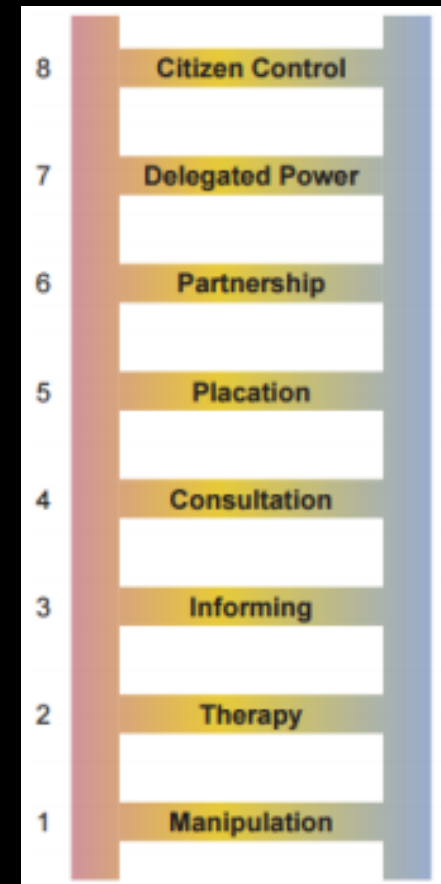 8 Citizen Control
7 Delegated Power
6 Partnership
5 Placation
4 Consultation
3 Informing
2 Therapy
1 Manipulation